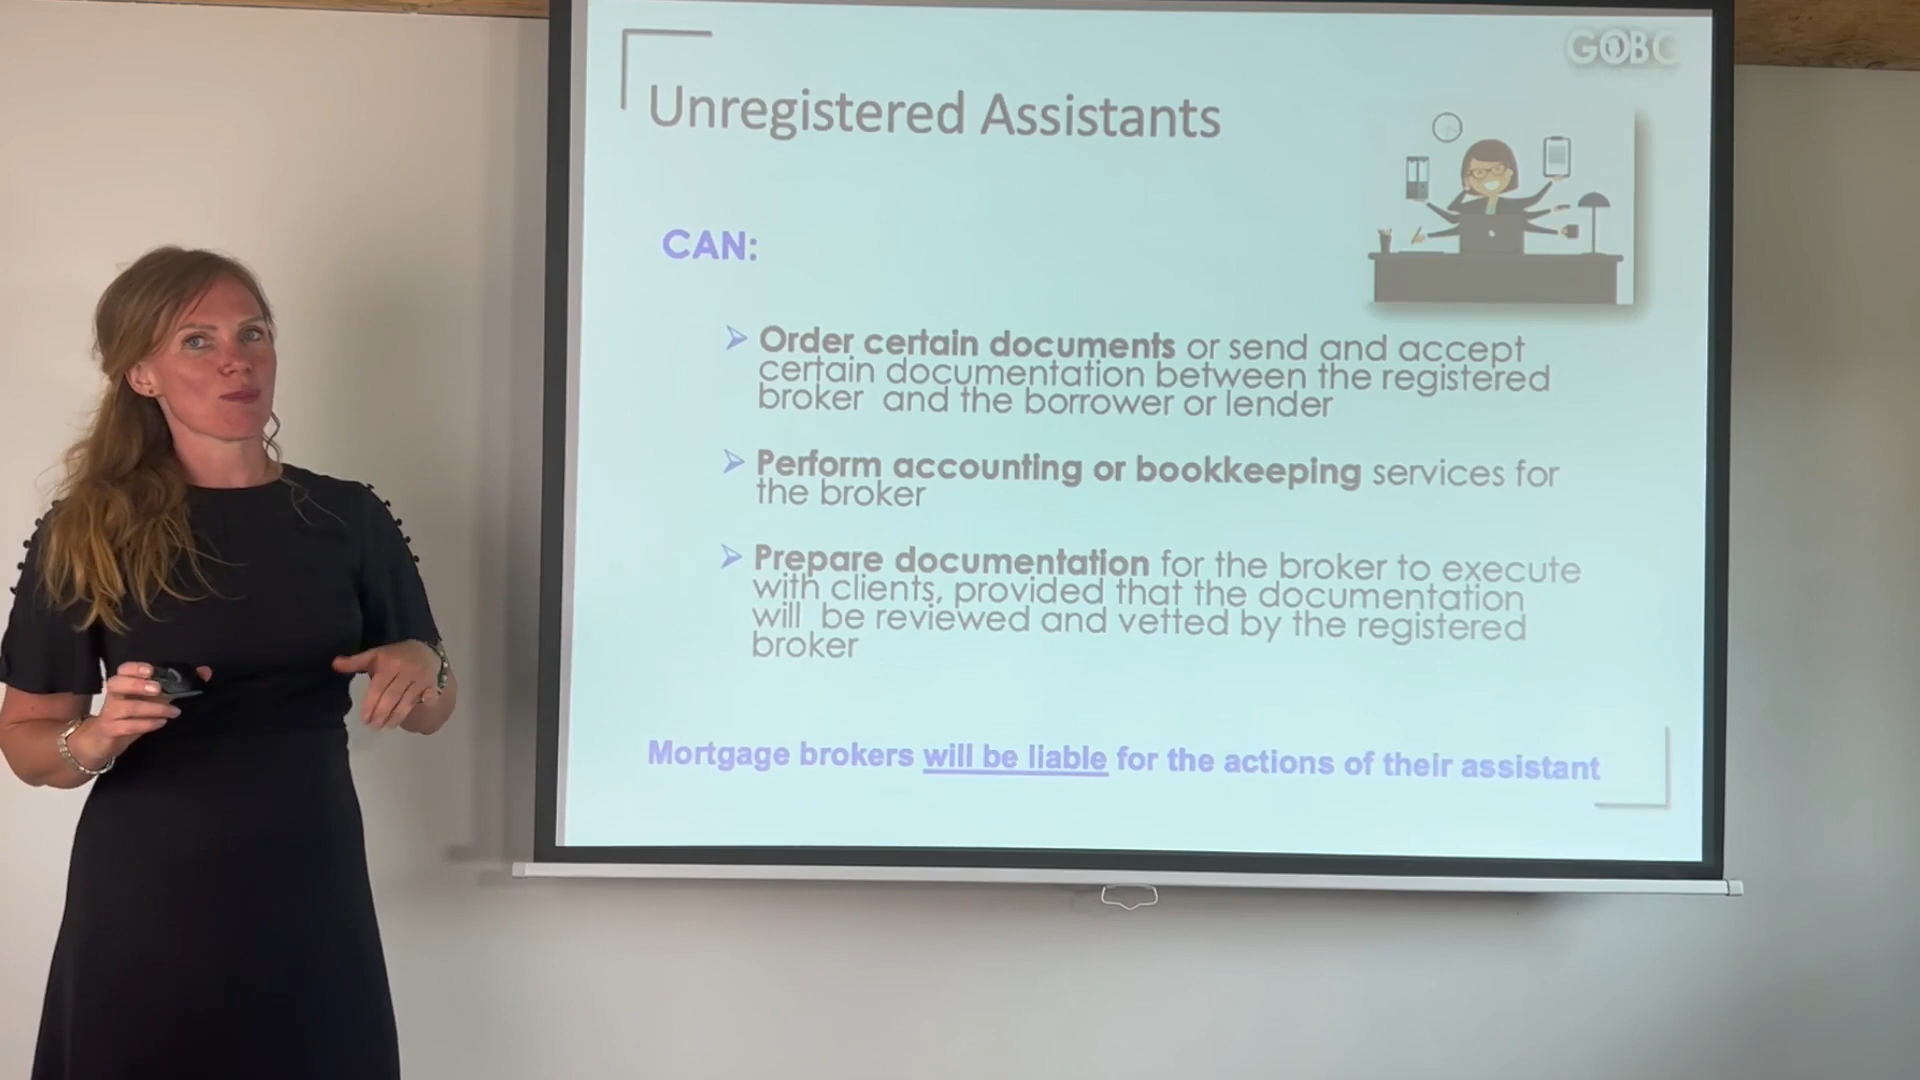 GOBC
Unregistered Assistants
CAN:
Order certain documents or send and accept
certain documentation between the registered
broker and the borrower or lender
Perform accounting or bookkeeping services for
the broker
Prepare documentation for the broker to execute
with clients, provided that the documentation
will be reviewed and vetted by the registered
broker
Mortgage brokers will be liable for the actions of their assistant